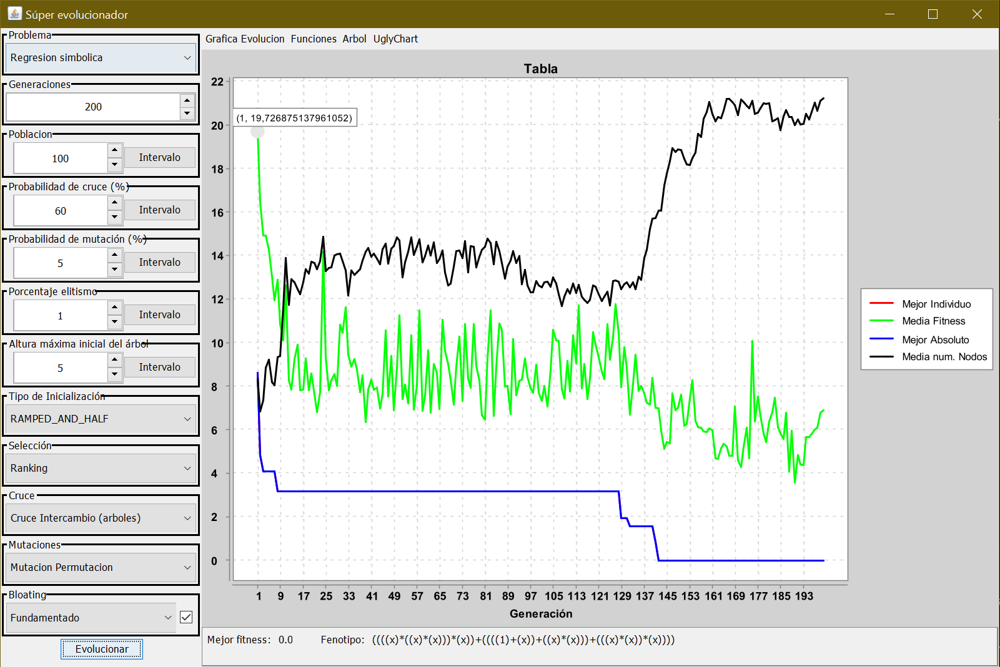 Súper evolucionador
Problema
Regresion simbolica
Generaciones
200
Poblacion
100
Intervalo
Probabilidad de cruce (%)
60
Intervalo
Probabilidad de mutación (%)
5
Intervalo
Porcentaje elitismo
1
Intervalo
Altura máxima inicial del árbol
5
Intervalo
Tipo de Inicialización
RAMPED_AND_HALF
Selección
Ranking
Cruce
Cruce Intercambio (arboles)
Mutaciones
Mutacion Permutacion
Bloating
Fundamentado
Evolucionar
Grafica Evolucion Funciones Arbol UglyChart
Tabla
22
20
18
16
14
12
10
8
6
4
2
0
(1, 19,726875137961052)
1 9 17 25 33 41 49 57 65 73 81 89 97 105 113 121 129 137 145 153 161 169 177 185 193
Generación
Mejor Individuo
Media Fitness
Mejor Absoluto
Media num. Nodos
Mejor fitness: 0.0 Fenotipo: ((((x)*((x)*(x)))*(x))+((((1)+(x))+((x)*(x)))+(((x)*(x))*(x))))